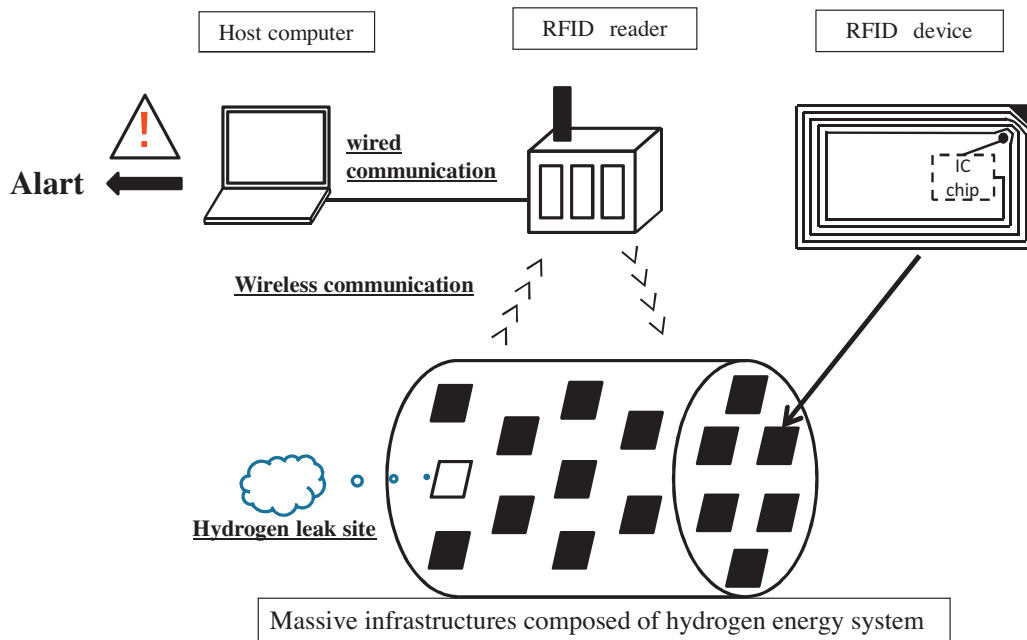 Host computer
RFID reader
RFID device
!
wired
communication
Alart
IC
chip
Wireless communication
Hydrogen leak site
Massive infrastructures composed of hydrogen energy system